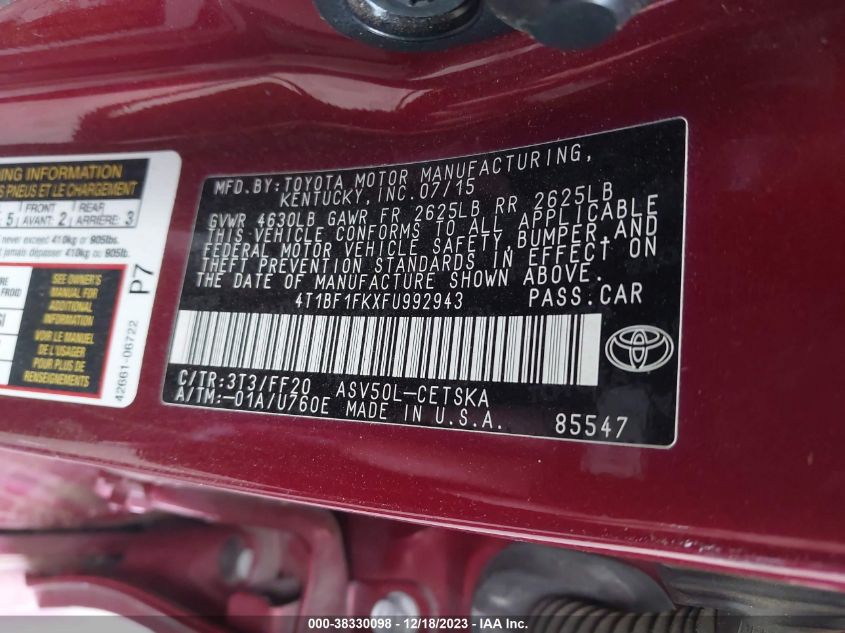 DING INFORMATION
S PNEUS ET LE CHARGEMENT
5 FRONT AVANT: 2 REAR ARRIÈRE: 3
never exceed 410kg or 905lbs.
jamais dépasser 410kg ou 905lb.
SEE OWNER'S
MANUAL FOR
ADDITIONAL
INFORMATION
VOIR LE MANUEL
DE L'USAGER
POUR PLUS DE
RENSEIGNEMENTS
P7
42661-06722
MFD.BY:TOYOTA MOTOR MANUFACTURING,
KENTUCKY, INC.07/15
GVWR 4630LB GAWR FR 2625LB RR 2625LB
THIS VEHICLE CONFORMS TO ALL APPLICABLE
FEDERAL MOTOR VEHICLE SAFETY,BUMPER,AND
THEFT PREVENTION STANDARDS IN EFFECT ON
THE DATE OF MANUFACTURE SHOWN ABOVE.
4T1BF1FKXFU992943 PASS.CAR
C/TR:3T3/FF20 ASV50L-CETSKA
A/TM:-01A/U760E MADE IN U.S.A.
85547
000-38330098 - 12/18/2023 - IAA Inc.